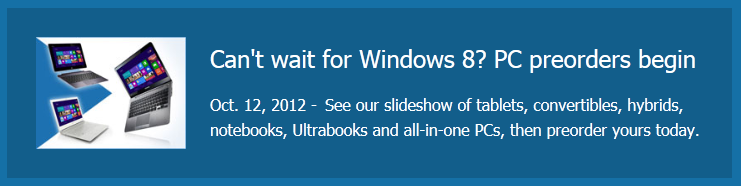 Can't wait for Windows 8? PC preorders begin
Oct. 12, 2012 - See our slideshow of tablets, convertibles, hybrids,
notebooks, Ultrabooks and all-in-one PCs, then preorder yours today.